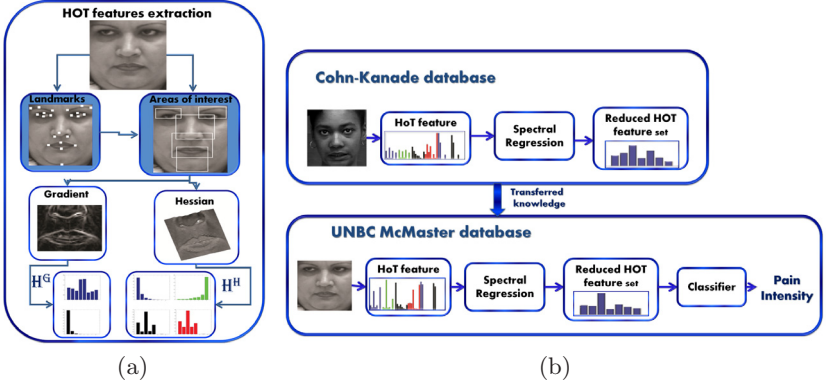 HOT features extraction
Landmarks
Areas of interest
Gradient
Hessian
H^G
H^H
(a)
Cohn-Kanade database
HoT feature
Spectral
Regression
Reduced HOT
feature set
Transferred
knowledge
UNBC McMaster database
HoT feature
Spectral
Regression
Reduced HOT
feature set
Classifier
Pain
Intensity
(b)